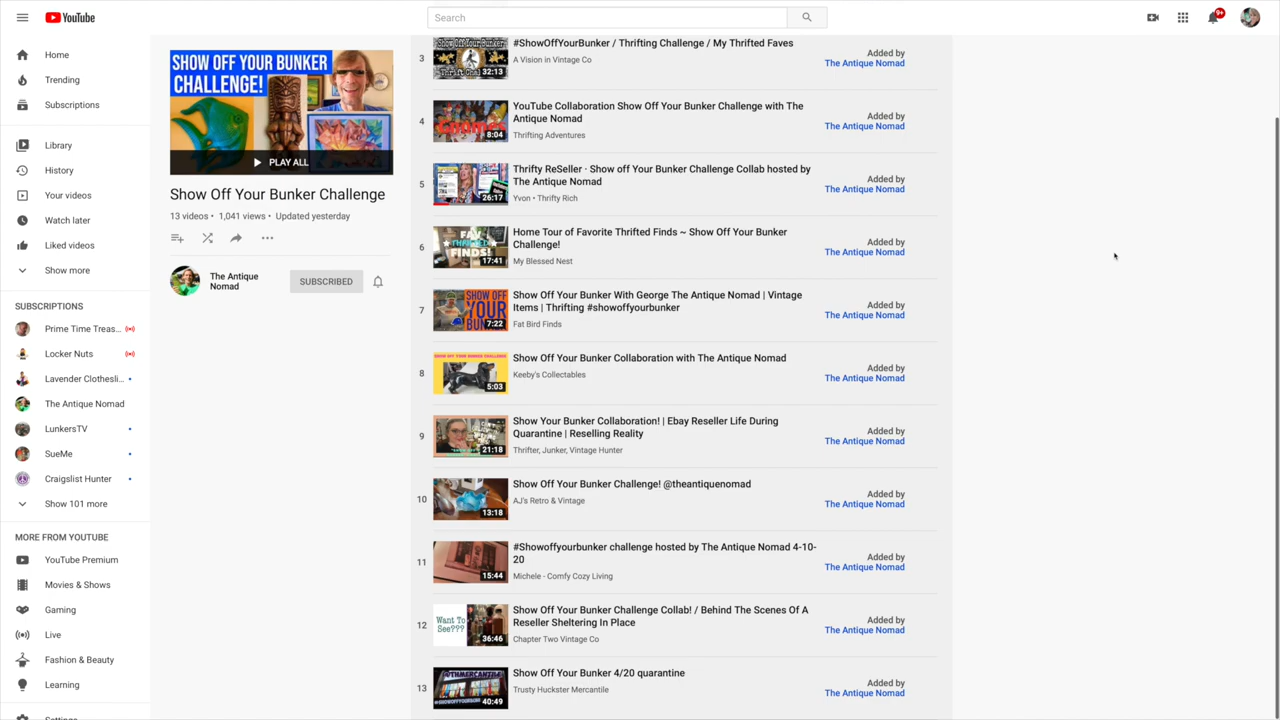 YouTube
Search
9+
Home
Trending
Subscriptions
Library
History
Your videos
Watch later
Liked videos
Show more
SUBSCRIPTIONS
Prime Time Treas...
Locker Nuts
Lavender Clothesli...
The Antique Nomad
LunkersTV
SueMe
Craigslist Hunter
Show 101 more
MORE FROM YOUTUBE
YouTube Premium
Movies & Shows
Gaming
Live
Fashion & Beauty
Learning
Settings
SHOW OFF YOUR BUNKER
CHALLENGE!
PLAY ALL
Show Off Your Bunker Challenge
13 videos • 1,041 views • Updated yesterday
The Antique
Nomad
SUBSCRIBED
3
32:13
#ShowOffYourBunker / Thrifting Challenge / My Thrifted Faves
A Vision in Vintage Co
Added by
The Antique Nomad
4
8:04
YouTube Collaboration Show Off Your Bunker Challenge with The
Antique Nomad
Thrifting Adventures
Added by
The Antique Nomad
5
26:17
Thrifty ReSeller · Show off Your Bunker Challenge Collab hosted by
The Antique Nomad
Yvon • Thrifty Rich
Added by
The Antique Nomad
6
FAV
THRIFTED
FINDS!
17:41
Home Tour of Favorite Thrifted Finds ~ Show Off Your Bunker
Challenge!
My Blessed Nest
Added by
The Antique Nomad
7
SHOW OFF
YOUR
7:22
Show Off Your Bunker With George The Antique Nomad | Vintage
Items | Thrifting #showoffyourbunker
Fat Bird Finds
Added by
The Antique Nomad
8
SHOW OFF YOUR BUNKER CHALLENGE
5:03
Show Off Your Bunker Collaboration with The Antique Nomad
Keeby's Collectables
Added by
The Antique Nomad
9
21:18
Show Your Bunker Collaboration! | Ebay Reseller Life During
Quarantine | Reselling Reality
Thrifter, Junker, Vintage Hunter
Added by
The Antique Nomad
10
13:18
Show Off Your Bunker Challenge! @theantiquenomad
AJ's Retro & Vintage
Added by
The Antique Nomad
11
15:44
#Showoffyourbunker challenge hosted by The Antique Nomad 4-10-
20
Michele - Comfy Cozy Living
Added by
The Antique Nomad
12
Want To
See???
36:46
Show Off Your Bunker Challenge Collab! / Behind The Scenes Of A
Reseller Sheltering In Place
Chapter Two Vintage Co
Added by
The Antique Nomad
13
40:49
Show Off Your Bunker 4/20 quarantine
Trusty Huckster Mercantile
Added by
The Antique Nomad